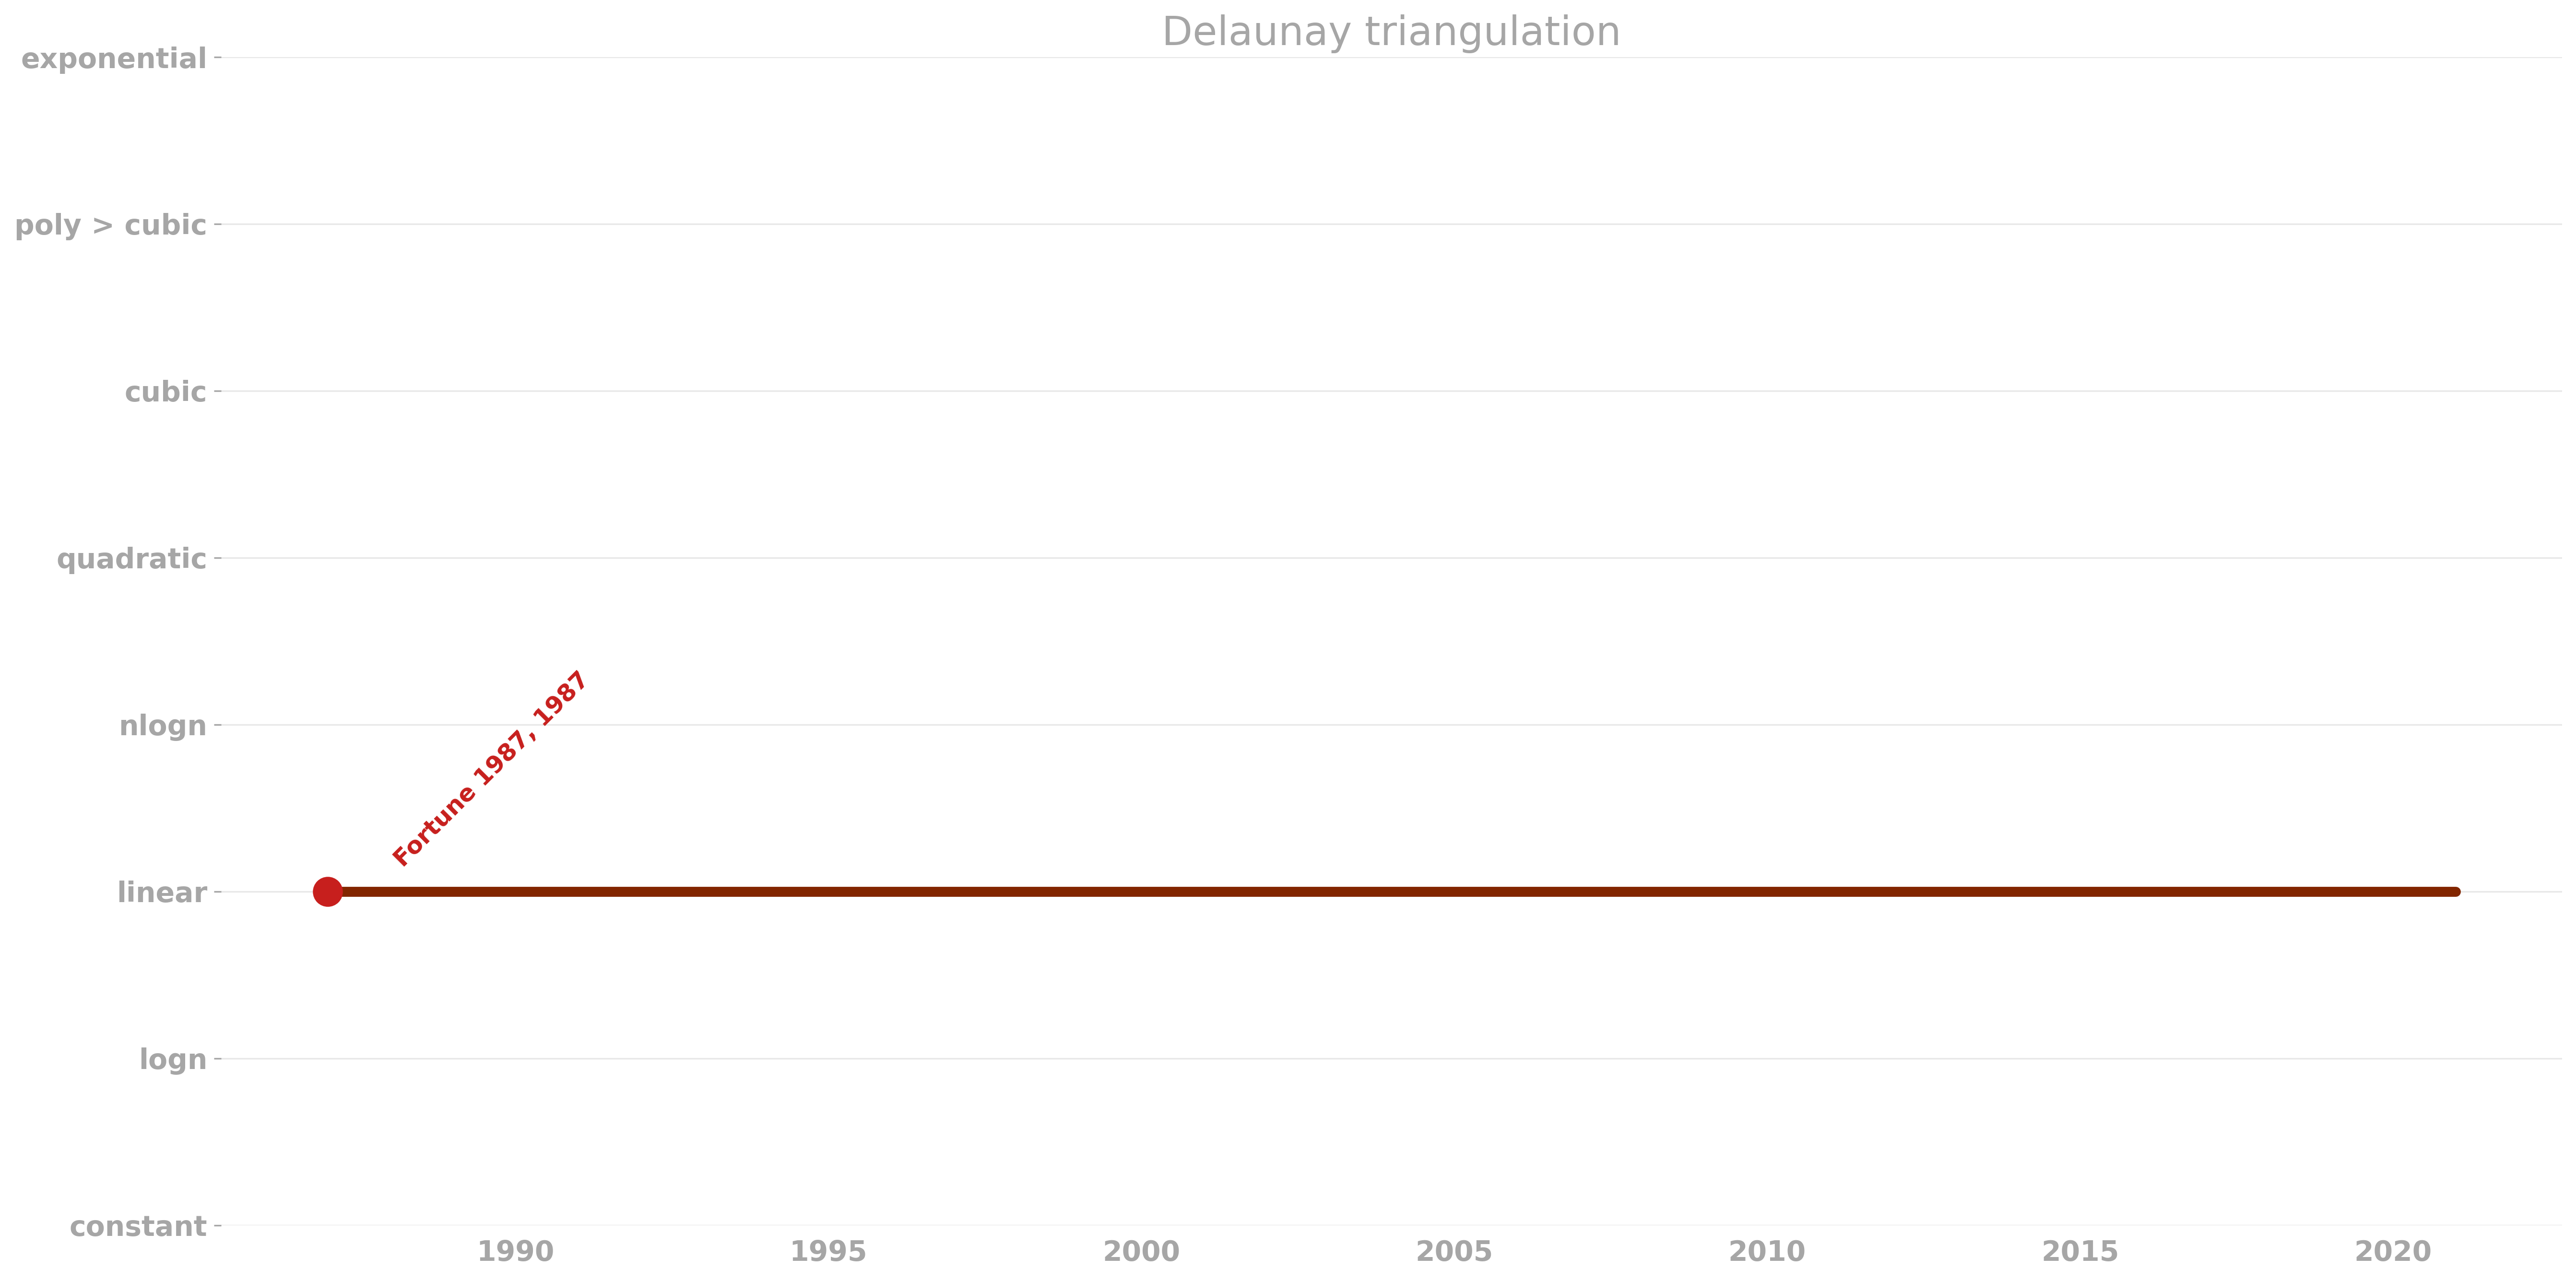 Delaunay triangulation
exponential
poly > cubic
cubic
quadratic
nlogn
linear
logn
constant
Fortune 1987, 1987
1990
1995
2000
2005
2010
2015
2020